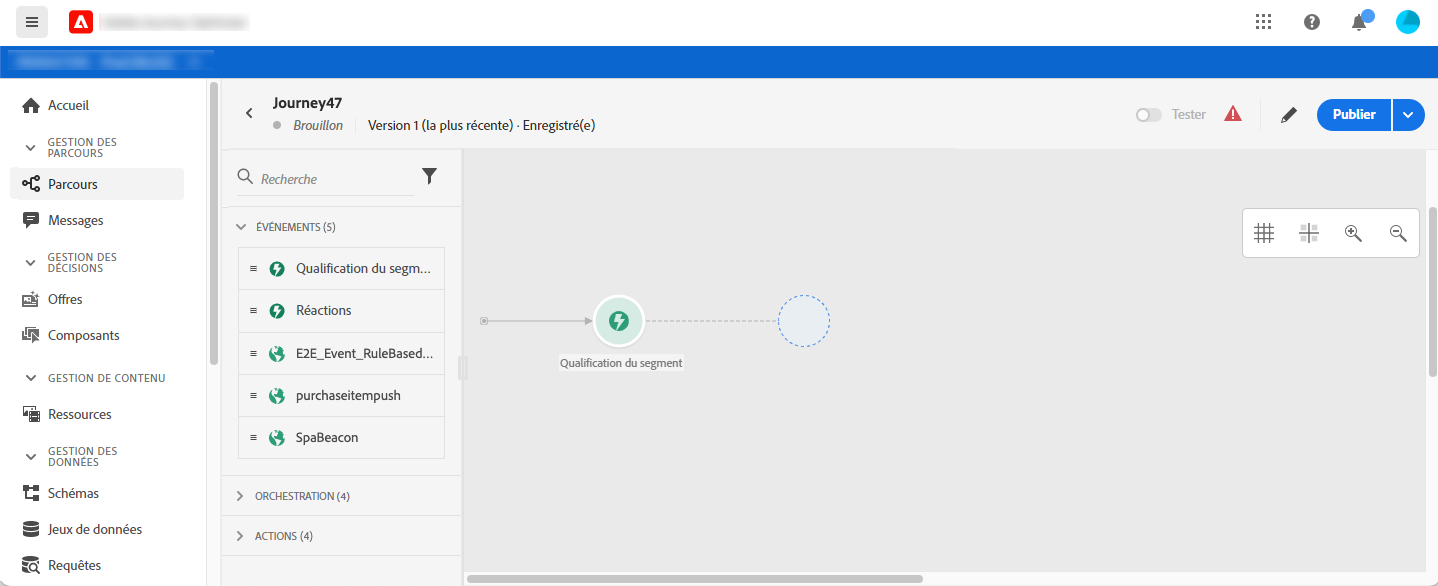 Journey47
Brouillon
Version 1 (la plus récente) · Enregistré(e)
Tester
Publier
Accueil
GESTION DES
PARCOURS
Parcours
Messages
GESTION DES
DÉCISIONS
Offres
Composants
GESTION DE CONTENU
Ressources
GESTION DES
DONNÉES
Schémas
Jeux de données
Requêtes
Recherche
ÉVÉNEMENTS (5)
Qualification du segm...
Réactions
E2E_Event_RuleBased...
purchaseitempush
SpaBeacon
ORCHESTRATION (4)
ACTIONS (4)
Qualification du segment